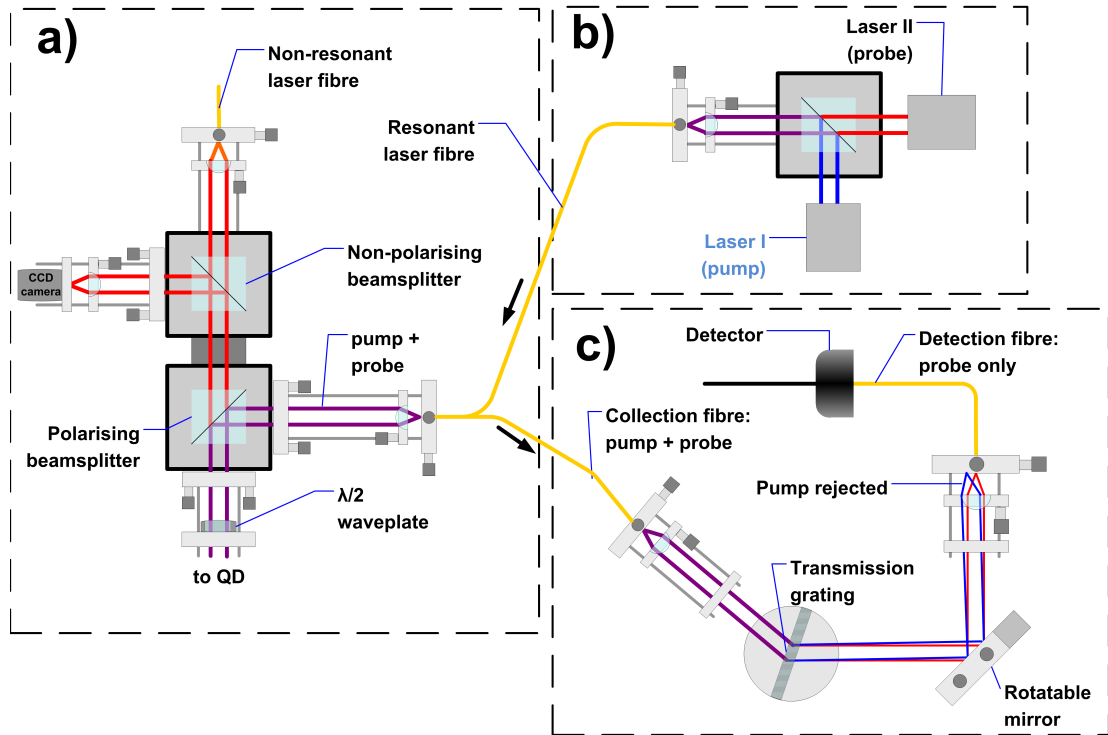 a)
Non-resonant
laser fibre
Non-polarising
beamsplitter
CCD
camera
pump +
probe
Polarising
beamsplitter
λ/2
waveplate
to QD
Resonant
laser fibre
b)
Laser II
(probe)
Laser I
(pump)
c)
Detector
Detection fibre:
probe only
Collection fibre:
pump + probe
Pump rejected
Transmission
grating
Rotatable
mirror